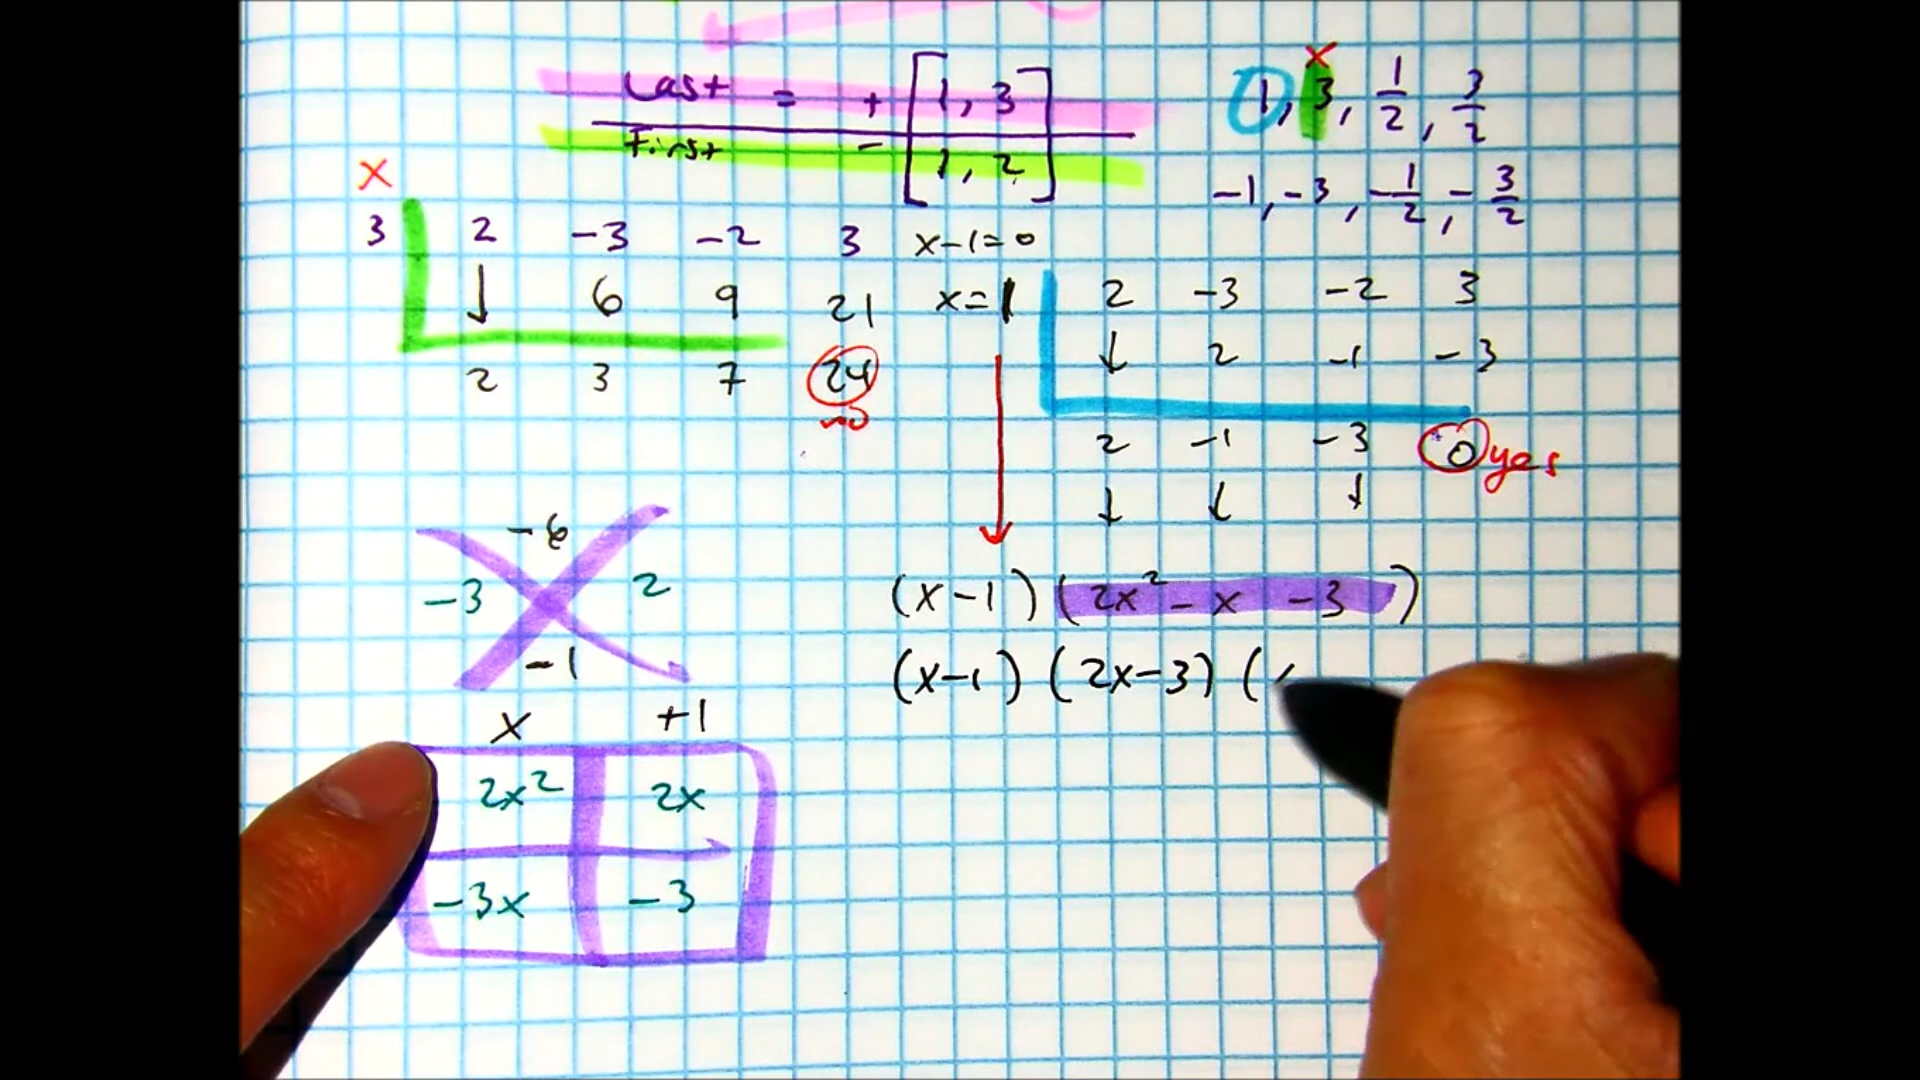 Last = + [1, 3]
First - [1, 2]
x
1, 3, 1/2, 3/2
-1, -3, -1/2, -3/2
x
3 2 -3 -2 3
↓ 6 9 21
2 3 7 24
no
x-1=0
x=1 2 -3 -2 3
↓ 2 -1 -3
2 -1 -3 0 yes
↓ ↓ ↓
(x-1)(2x²-x-3)
(x-1)(2x-3)(
-6
-3 2
-1
x +1
2x² 2x
-3x -3